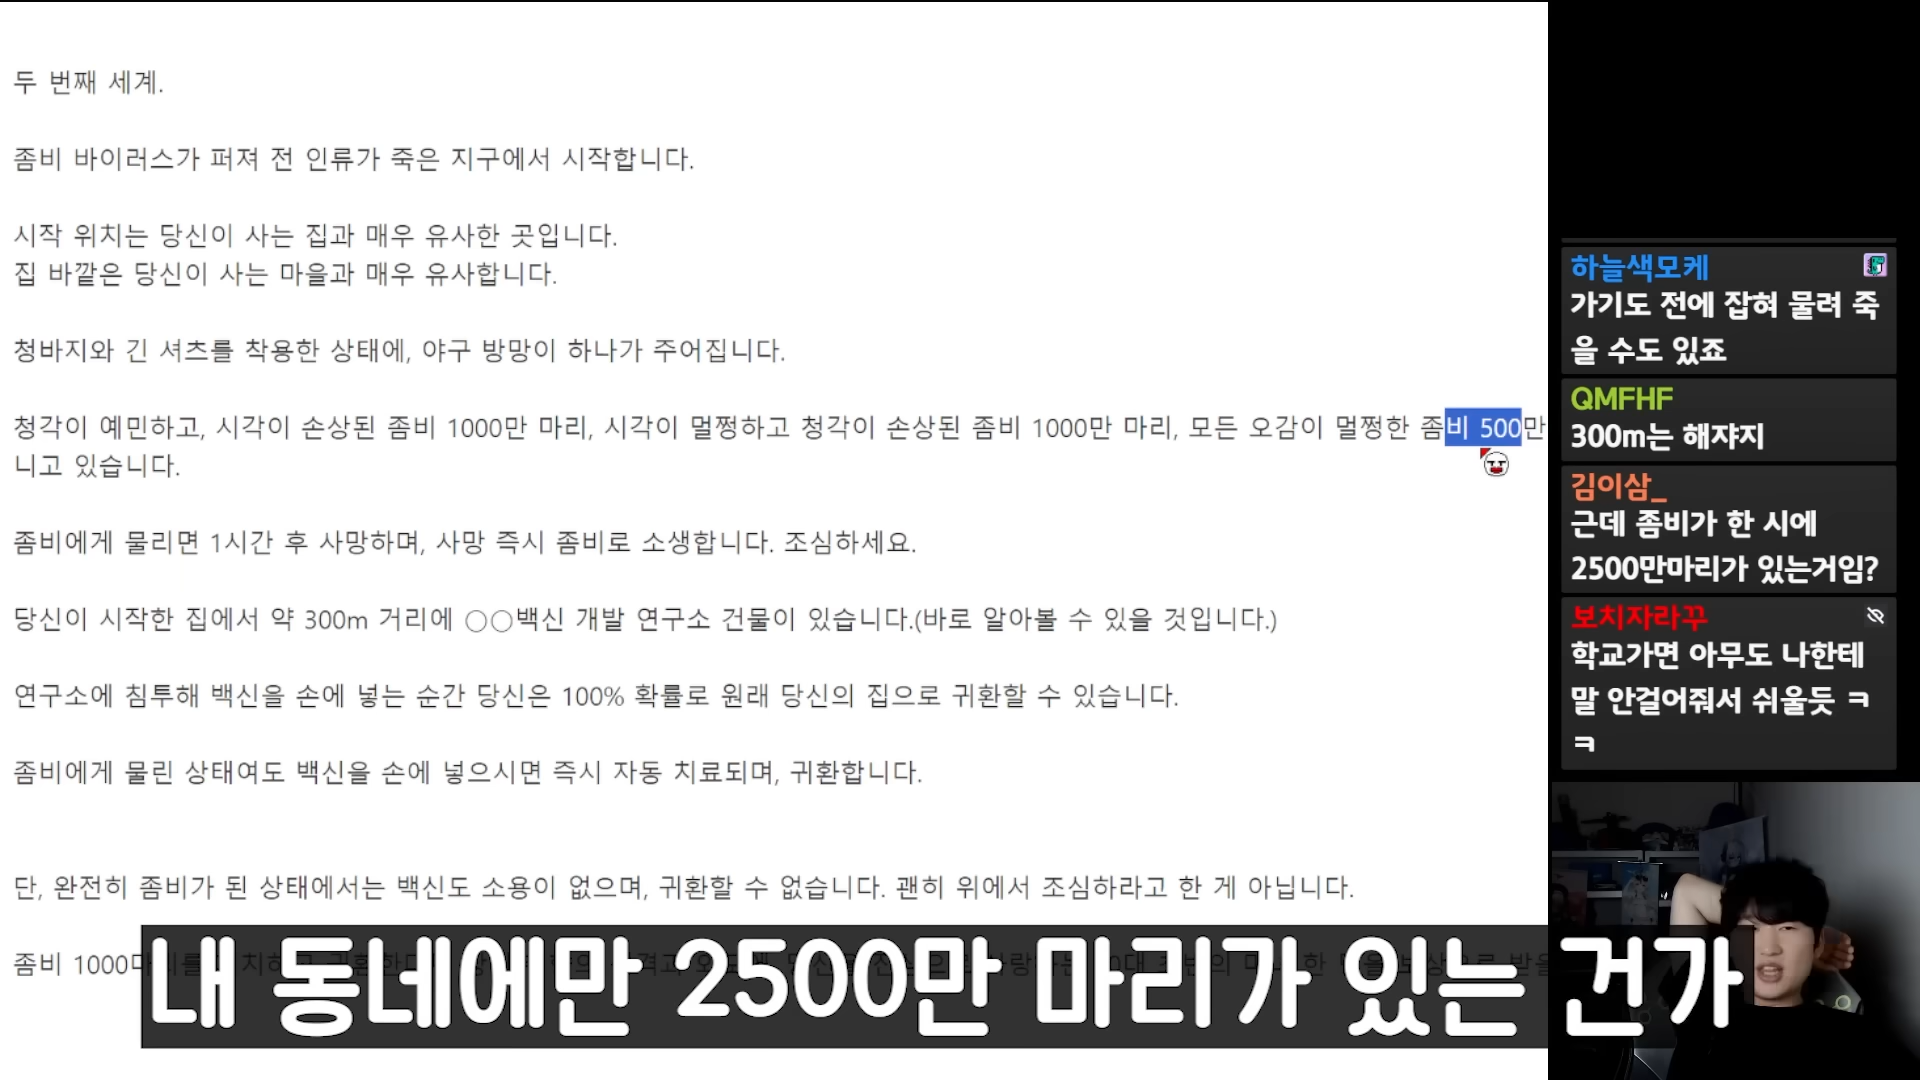 두 번째 세계.
좀비 바이러스가 퍼져 전 인류가 죽은 지구에서 시작합니다.
시작 위치는 당신이 사는 집과 매우 유사한 곳입니다.
집 바깥은 당신이 사는 마을과 매우 유사합니다.
청바지와 긴 셔츠를 착용한 상태에, 야구 방망이 하나가 주어집니다.
청각이 예민하고, 시각이 손상된 좀비 1000만 마리, 시각이 멀쩡하고 청각이 손상된 좀비 1000만 마리, 모든 오감이 멀쩡한 좀비 500만
니고 있습니다.
좀비에게 물리면 1시간 후 사망하며, 사망 즉시 좀비로 소생합니다. 조심하세요.
당신이 시작한 집에서 약 300m 거리에 ○○백신 개발 연구소 건물이 있습니다.(바로 알아볼 수 있을 것입니다.)
연구소에 침투해 백신을 손에 넣는 순간 당신은 100% 확률로 원래 당신의 집으로 귀환할 수 있습니다.
좀비에게 물린 상태여도 백신을 손에 넣으시면 즉시 자동 치료되며, 귀환합니다.
단, 완전히 좀비가 된 상태에서는 백신도 소용이 없으며, 귀환할 수 없습니다. 괜히 위에서 조심하라고 한 게 아닙니다.
좀비 1000마
내 동네에만 2500만 마리가 있는 건가
하늘색모케
가기도 전에 잡혀 물려 죽
을 수도 있죠
QMFHF
300m는 해쟈지
김이삼_
근데 좀비가 한 시에
2500만마리가 있는거임?
보치자라꾸
학교가면 아무도 나한테
말 안걸어줘서 쉬울듯 ㅋ
ㅋ